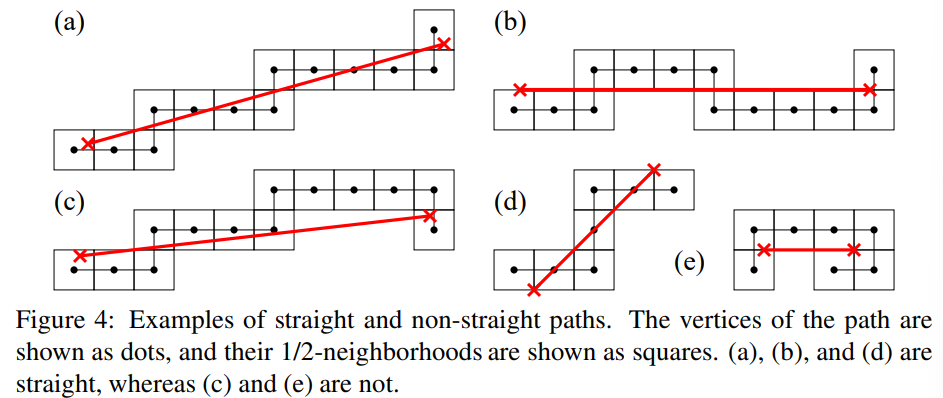 (a)
(b)
(c)
(d)
(e)
Figure 4: Examples of straight and non-straight paths. The vertices of the path are
shown as dots, and their 1/2-neighborhoods are shown as squares. (a), (b), and (d) are
straight, whereas (c) and (e) are not.